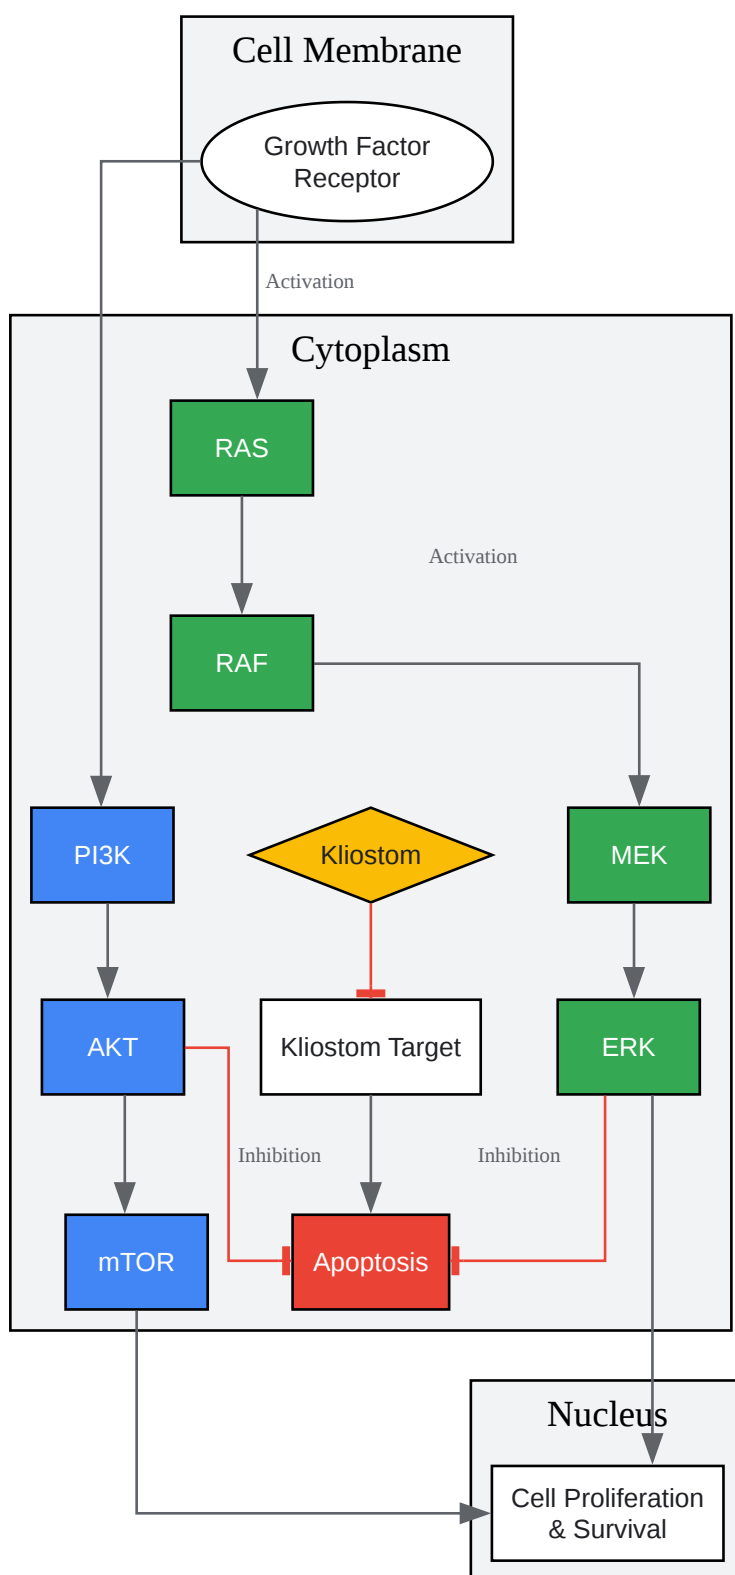 Cell Membrane
Growth Factor
Receptor
Activation
Cytoplasm
RAS
Activation
RAF
PI3K
Kliostom
MEK
AKT
Kliostom Target
ERK
Inhibition
Inhibition
mTOR
Apoptosis
Nucleus
Cell Proliferation
& Survival